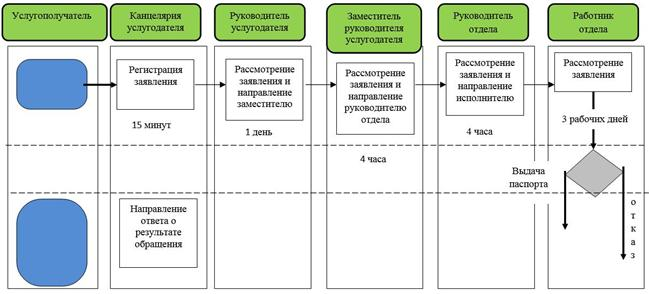 Услугополучатель
Канцелярия
услугодателя
Руководитель
услугодателя
Заместитель
руководителя
услугодателя
Руководитель
отдела
Работник
отдела
Регистрация
заявления
15 минут
Рассмотрение
заявления и
направление
заместителю
1 день
Рассмотрение
заявления и
направление
руководителю
отдела
4 часа
Рассмотрение
заявления и
направление
исполнителю
4 часа
Рассмотрение
заявления
3 рабочих дней
Выдача
паспорта
отказ
Направление
ответа о
результате
обращения